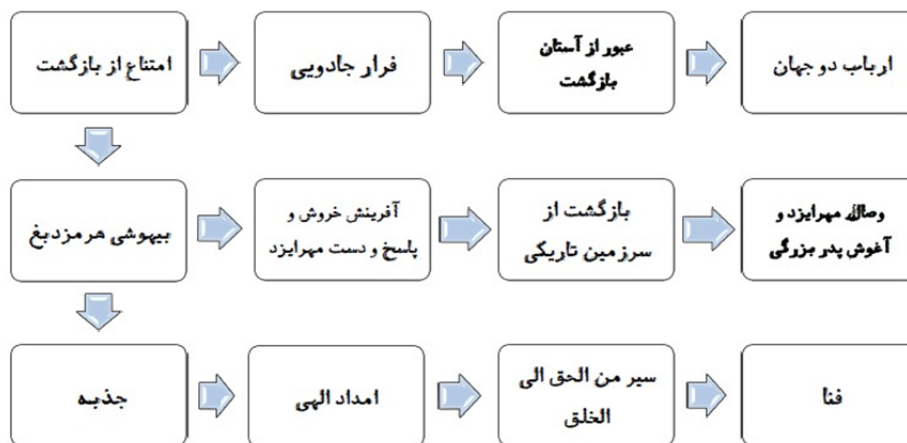 امتناع از بازگشت
فرار جادویی
عبور از آستان
بازگشت
ارباب دو جهان
بیهوشی هرمزدبغ
آفرینش خروش و
پاسخ و دست مهرایزد
بازگشت از
سرزمین تاریکی
وصال مهرایزد و
آغوش پدر بزرگی
جذبه
امداد الهی
سیر من الحق الی
الخلق
فنا